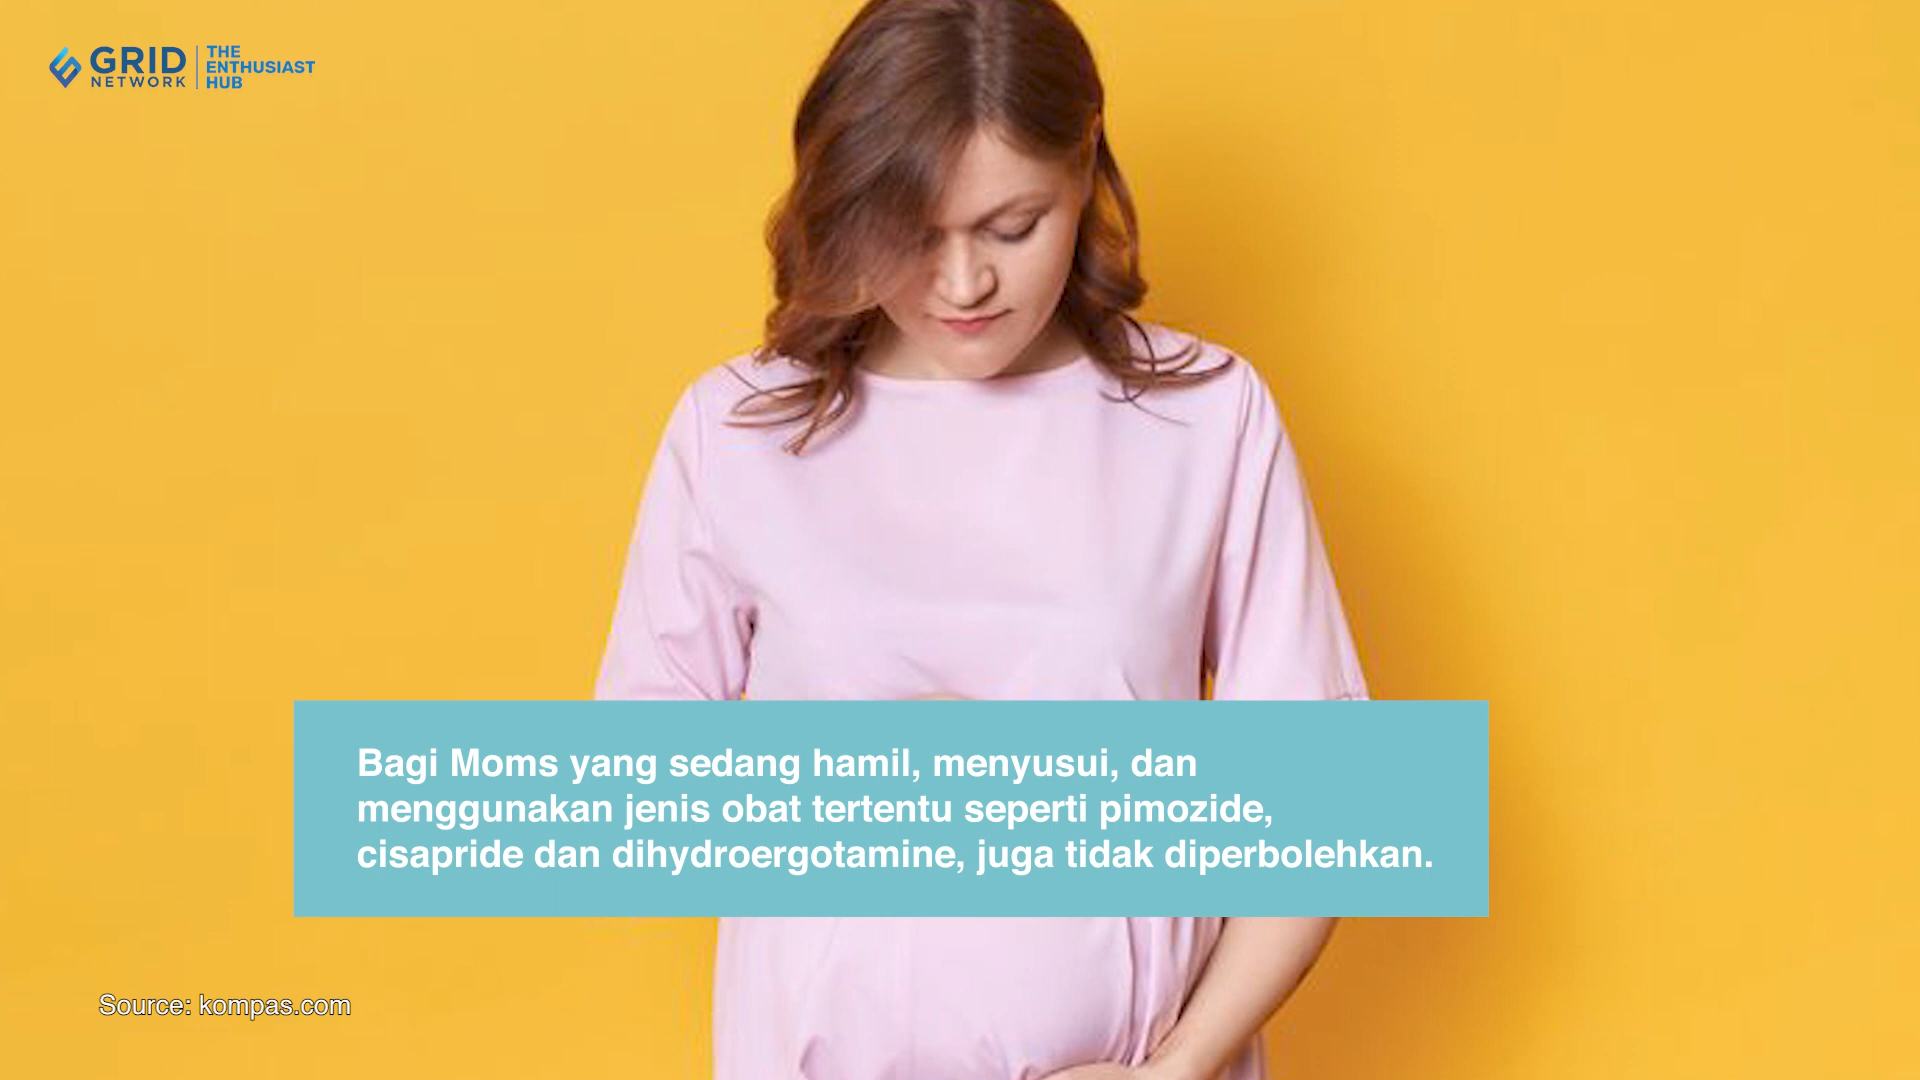 GRID
NETWORK
THE
ENTHUSIAST
HUB
Bagi Moms yang sedang hamil, menyusui, dan
menggunakan jenis obat tertentu seperti pimozide,
cisapride dan dihydroergotamine, juga tidak diperbolehkan.
Source: kompas.com